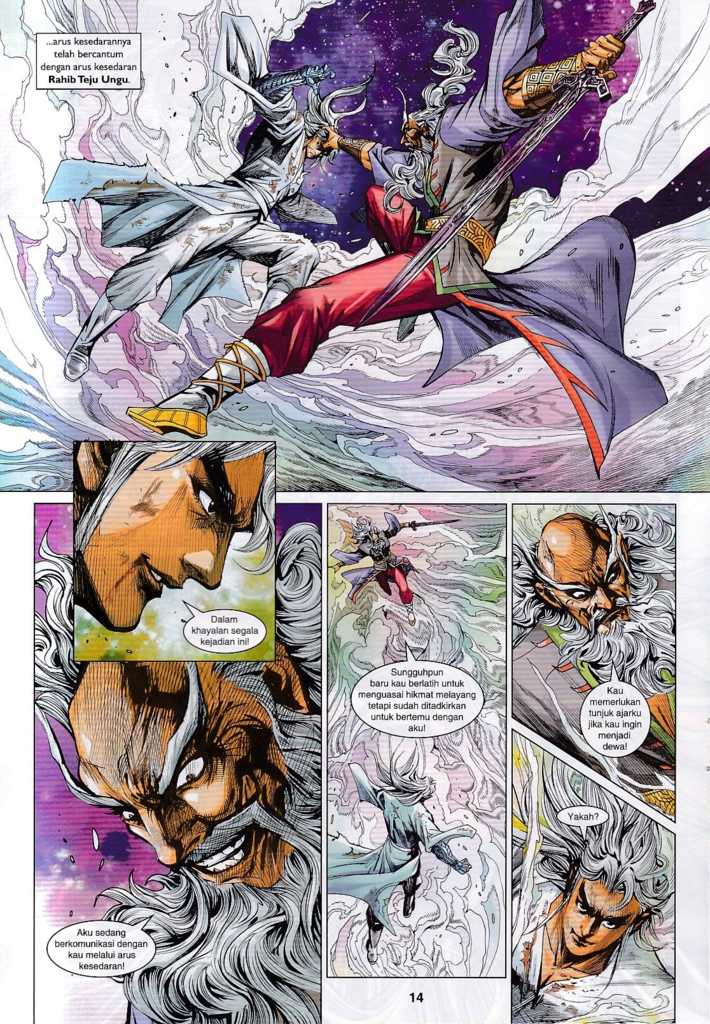 ...arus kesedarannya
telah bercantum
dengan arus kesedaran
Rahib Teju Ungu.
Dalam
khayalan segala
kejadian ini!
Aku sedang
berkomunikasi dengan
kau melalui arus
kesedaran!
Sungguhpun
baru kau berlatih untuk
menguasai hikmat melayang
tetapi sudah ditadkirkan
untuk bertemu dengan
aku!
Kau
memerlukan
tunjuk ajarku
jika kau ingin
menjadi
dewa!
Yakah?
14